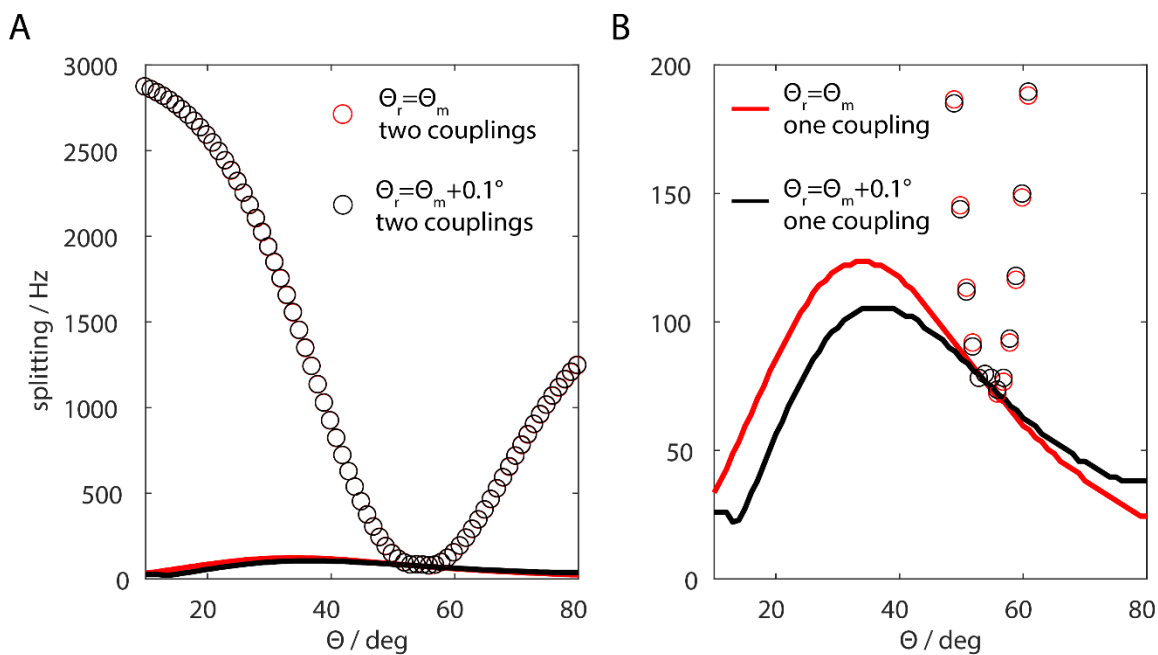 A
B
3000
2500
2000
1500
1000
500
0
splitting / Hz
20
40
60
80
Θ / deg
Θr=Θm
two couplings
Θr=Θm+0.1°
two couplings
200
150
100
50
0
20
40
60
80
Θ / deg
Θr=Θm
one coupling
Θr=Θm+0.1°
one coupling